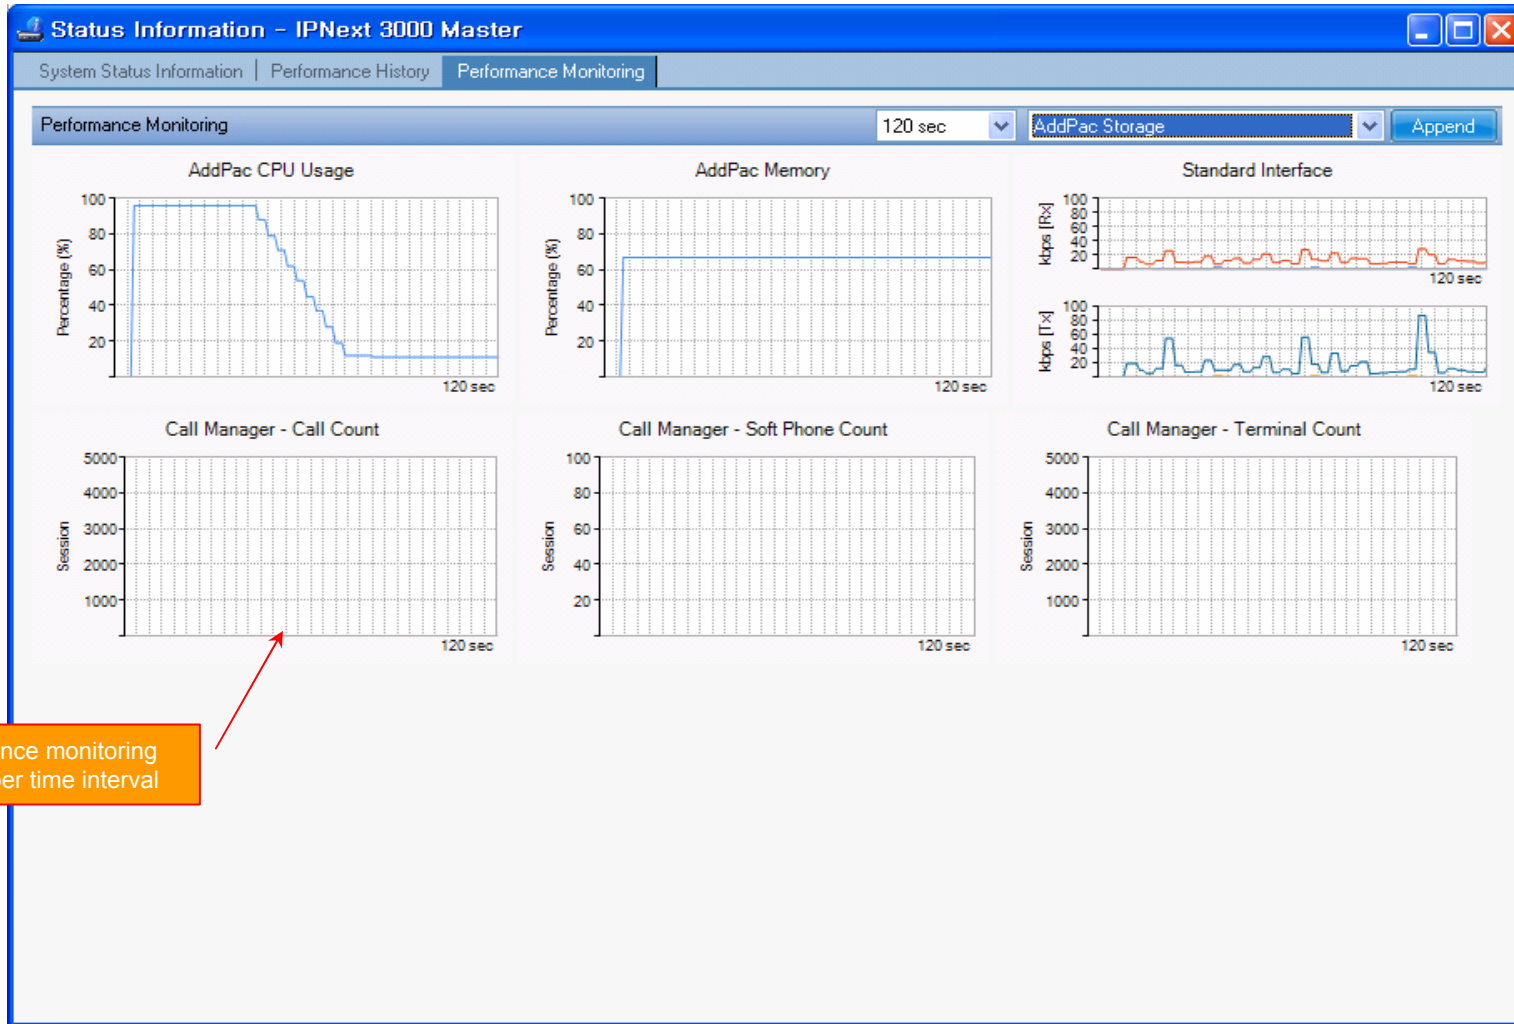 Status Information - IPNext 3000 Master
System Status Information | Performance History Performance Monitoring
Performance Monitoring 120 sec AddPac Storage Append
AddPac CPU Usage
Percentage (%)
100
80
60
40
20
120 sec
AddPac Memory
Percentage (%)
100
80
60
40
20
120 sec
Standard Interface
kbps [Rx]
100
80
60
40
20
120 sec
kbps [Tx]
100
80
60
40
20
120 sec
Call Manager - Call Count
Session
5000
4000
3000
2000
1000
120 sec
Call Manager - Soft Phone Count
Session
100
80
60
40
20
120 sec
Call Manager - Terminal Count
Session
5000
4000
3000
2000
1000
120 sec
monitoring
time interval